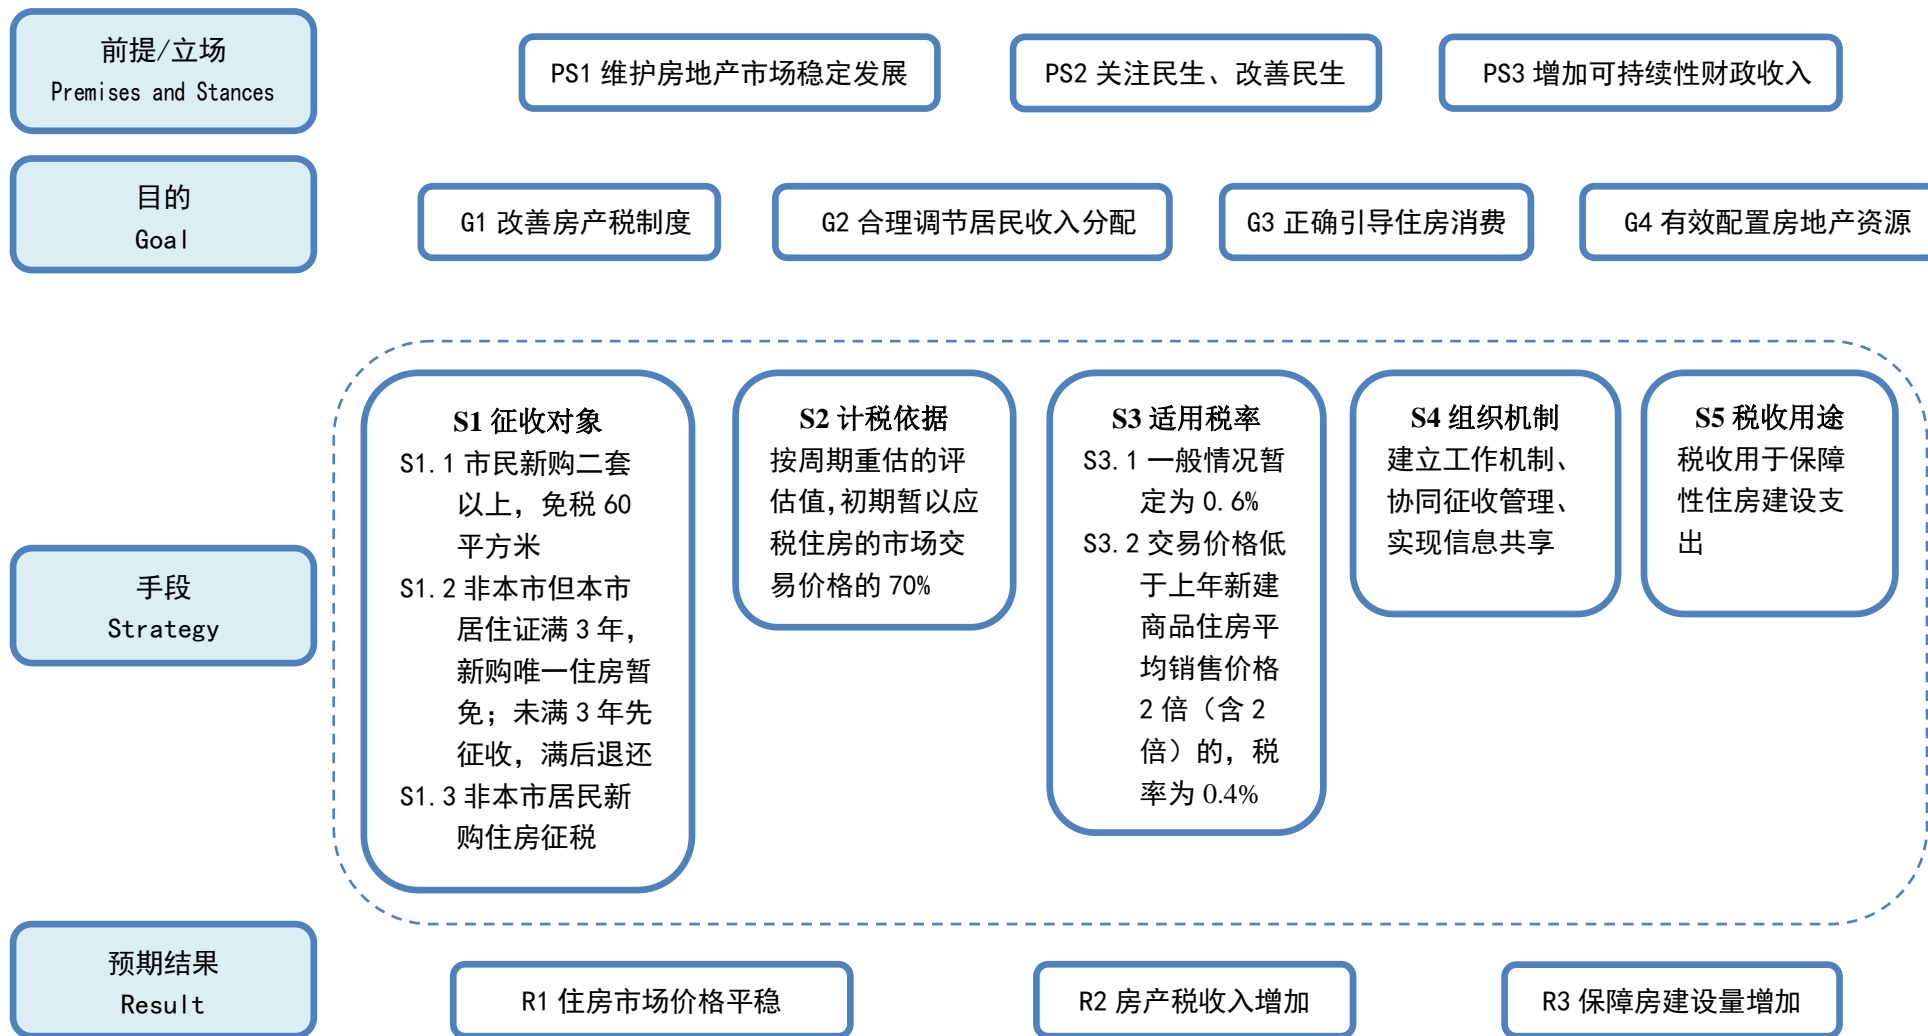 前提/立场
Premises and Stances
PS1 维护房地产市场稳定发展
PS2 关注民生、改善民生
PS3 增加可持续性财政收入
目的
Goal
G1 改善房产税制度
G2 合理调节居民收入分配
G3 正确引导住房消费
G4 有效配置房地产资源
手段
Strategy
S1 征收对象
S1.1 市民新购二套
以上，免税 60
平方米
S1.2 非本市但本市
居住证满 3 年，
新购唯一住房暂
免；未满 3 年先
征收，满后退还
S1.3 非本市居民新
购住房征税
S2 计税依据
按周期重估的评
估值,初期暂以应
税住房的市场交
易价格的 70%
S3 适用税率
S3.1 一般情况暂
定为 0.6%
S3.2 交易价格低
于上年新建
商品住房平
均销售价格
2 倍（含 2
倍）的，税
率为 0.4%
S4 组织机制
建立工作机制、
协同征收管理、
实现信息共享
S5 税收用途
税收用于保障
性住房建设支
出
预期结果
Result
R1 住房市场价格平稳
R2 房产税收入增加
R3 保障房建设量增加